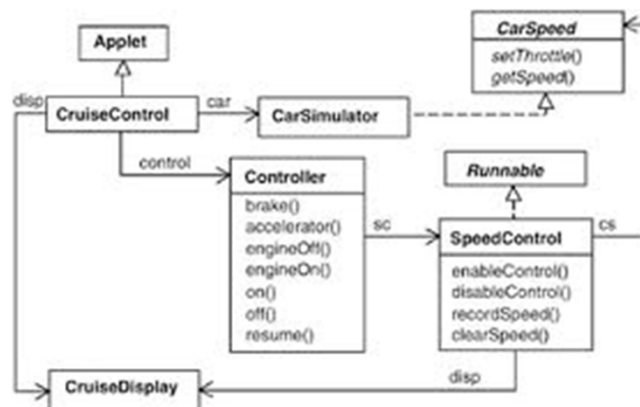 Applet
CarSpeed
setThrottle()
getSpeed()
disp
CruiseControl
car
CarSimulator
control
Controller
brake()
accelerator()
engineOff()
engineOn()
on()
off()
resume()
sc
Runnable
SpeedControl
cs
enableControl()
disableControl()
recordSpeed()
clearSpeed()
CruiseDisplay
disp